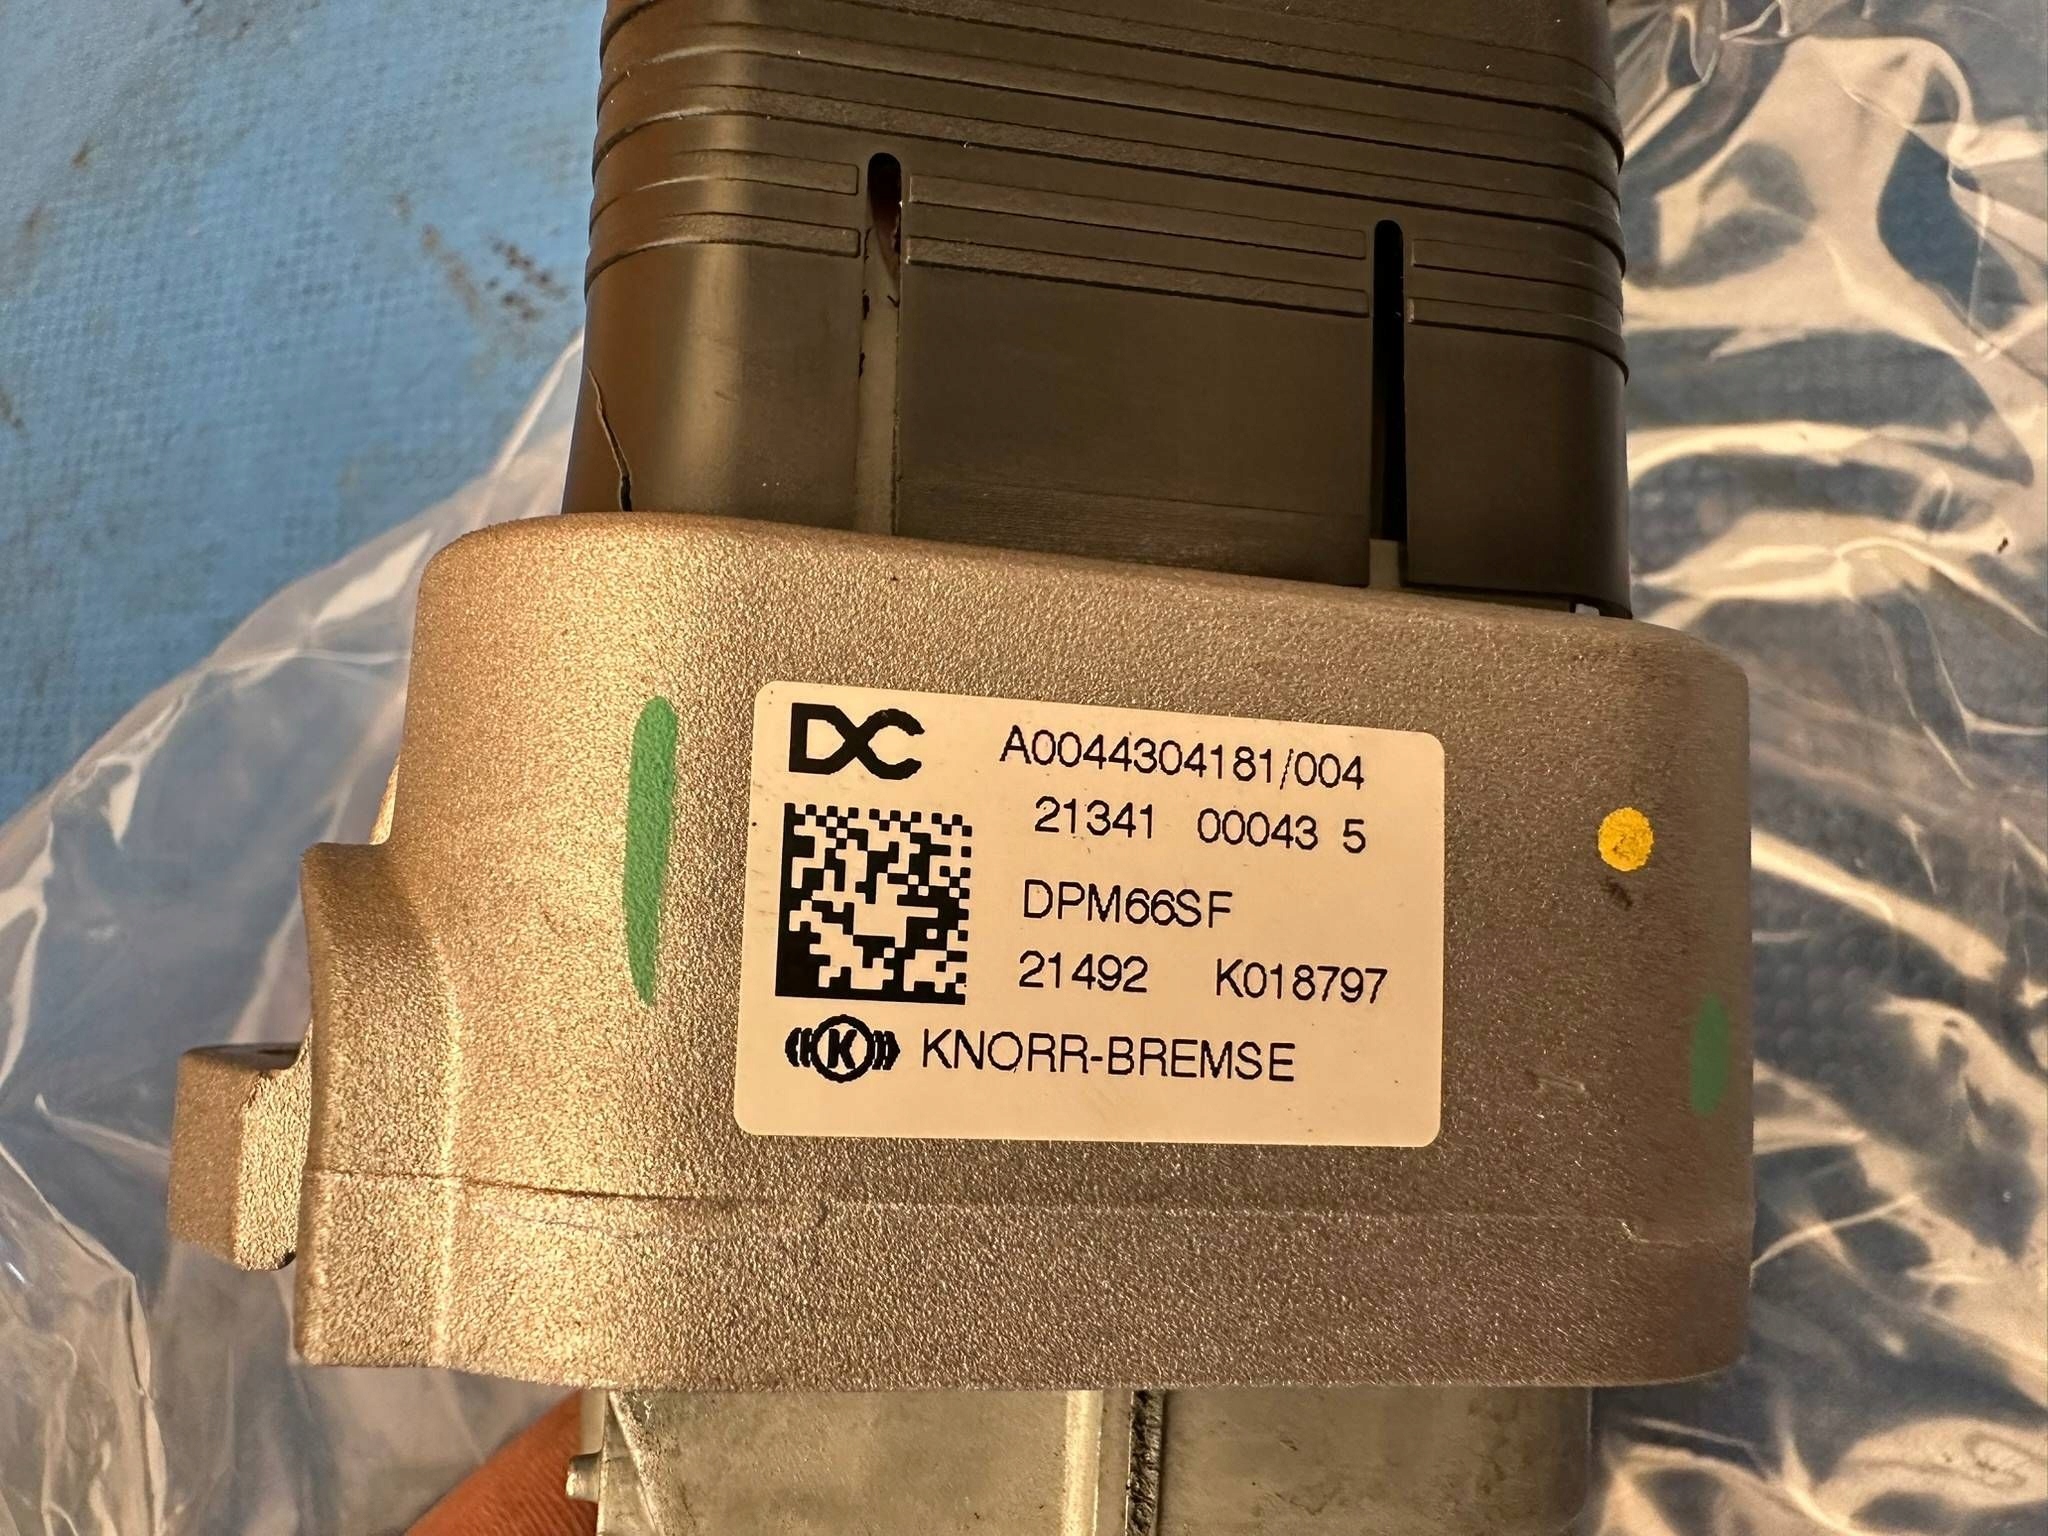 DC A0044304181/004
21341 00043 5
DPM66SF
21492 K018797
K KNORR-BREMSE